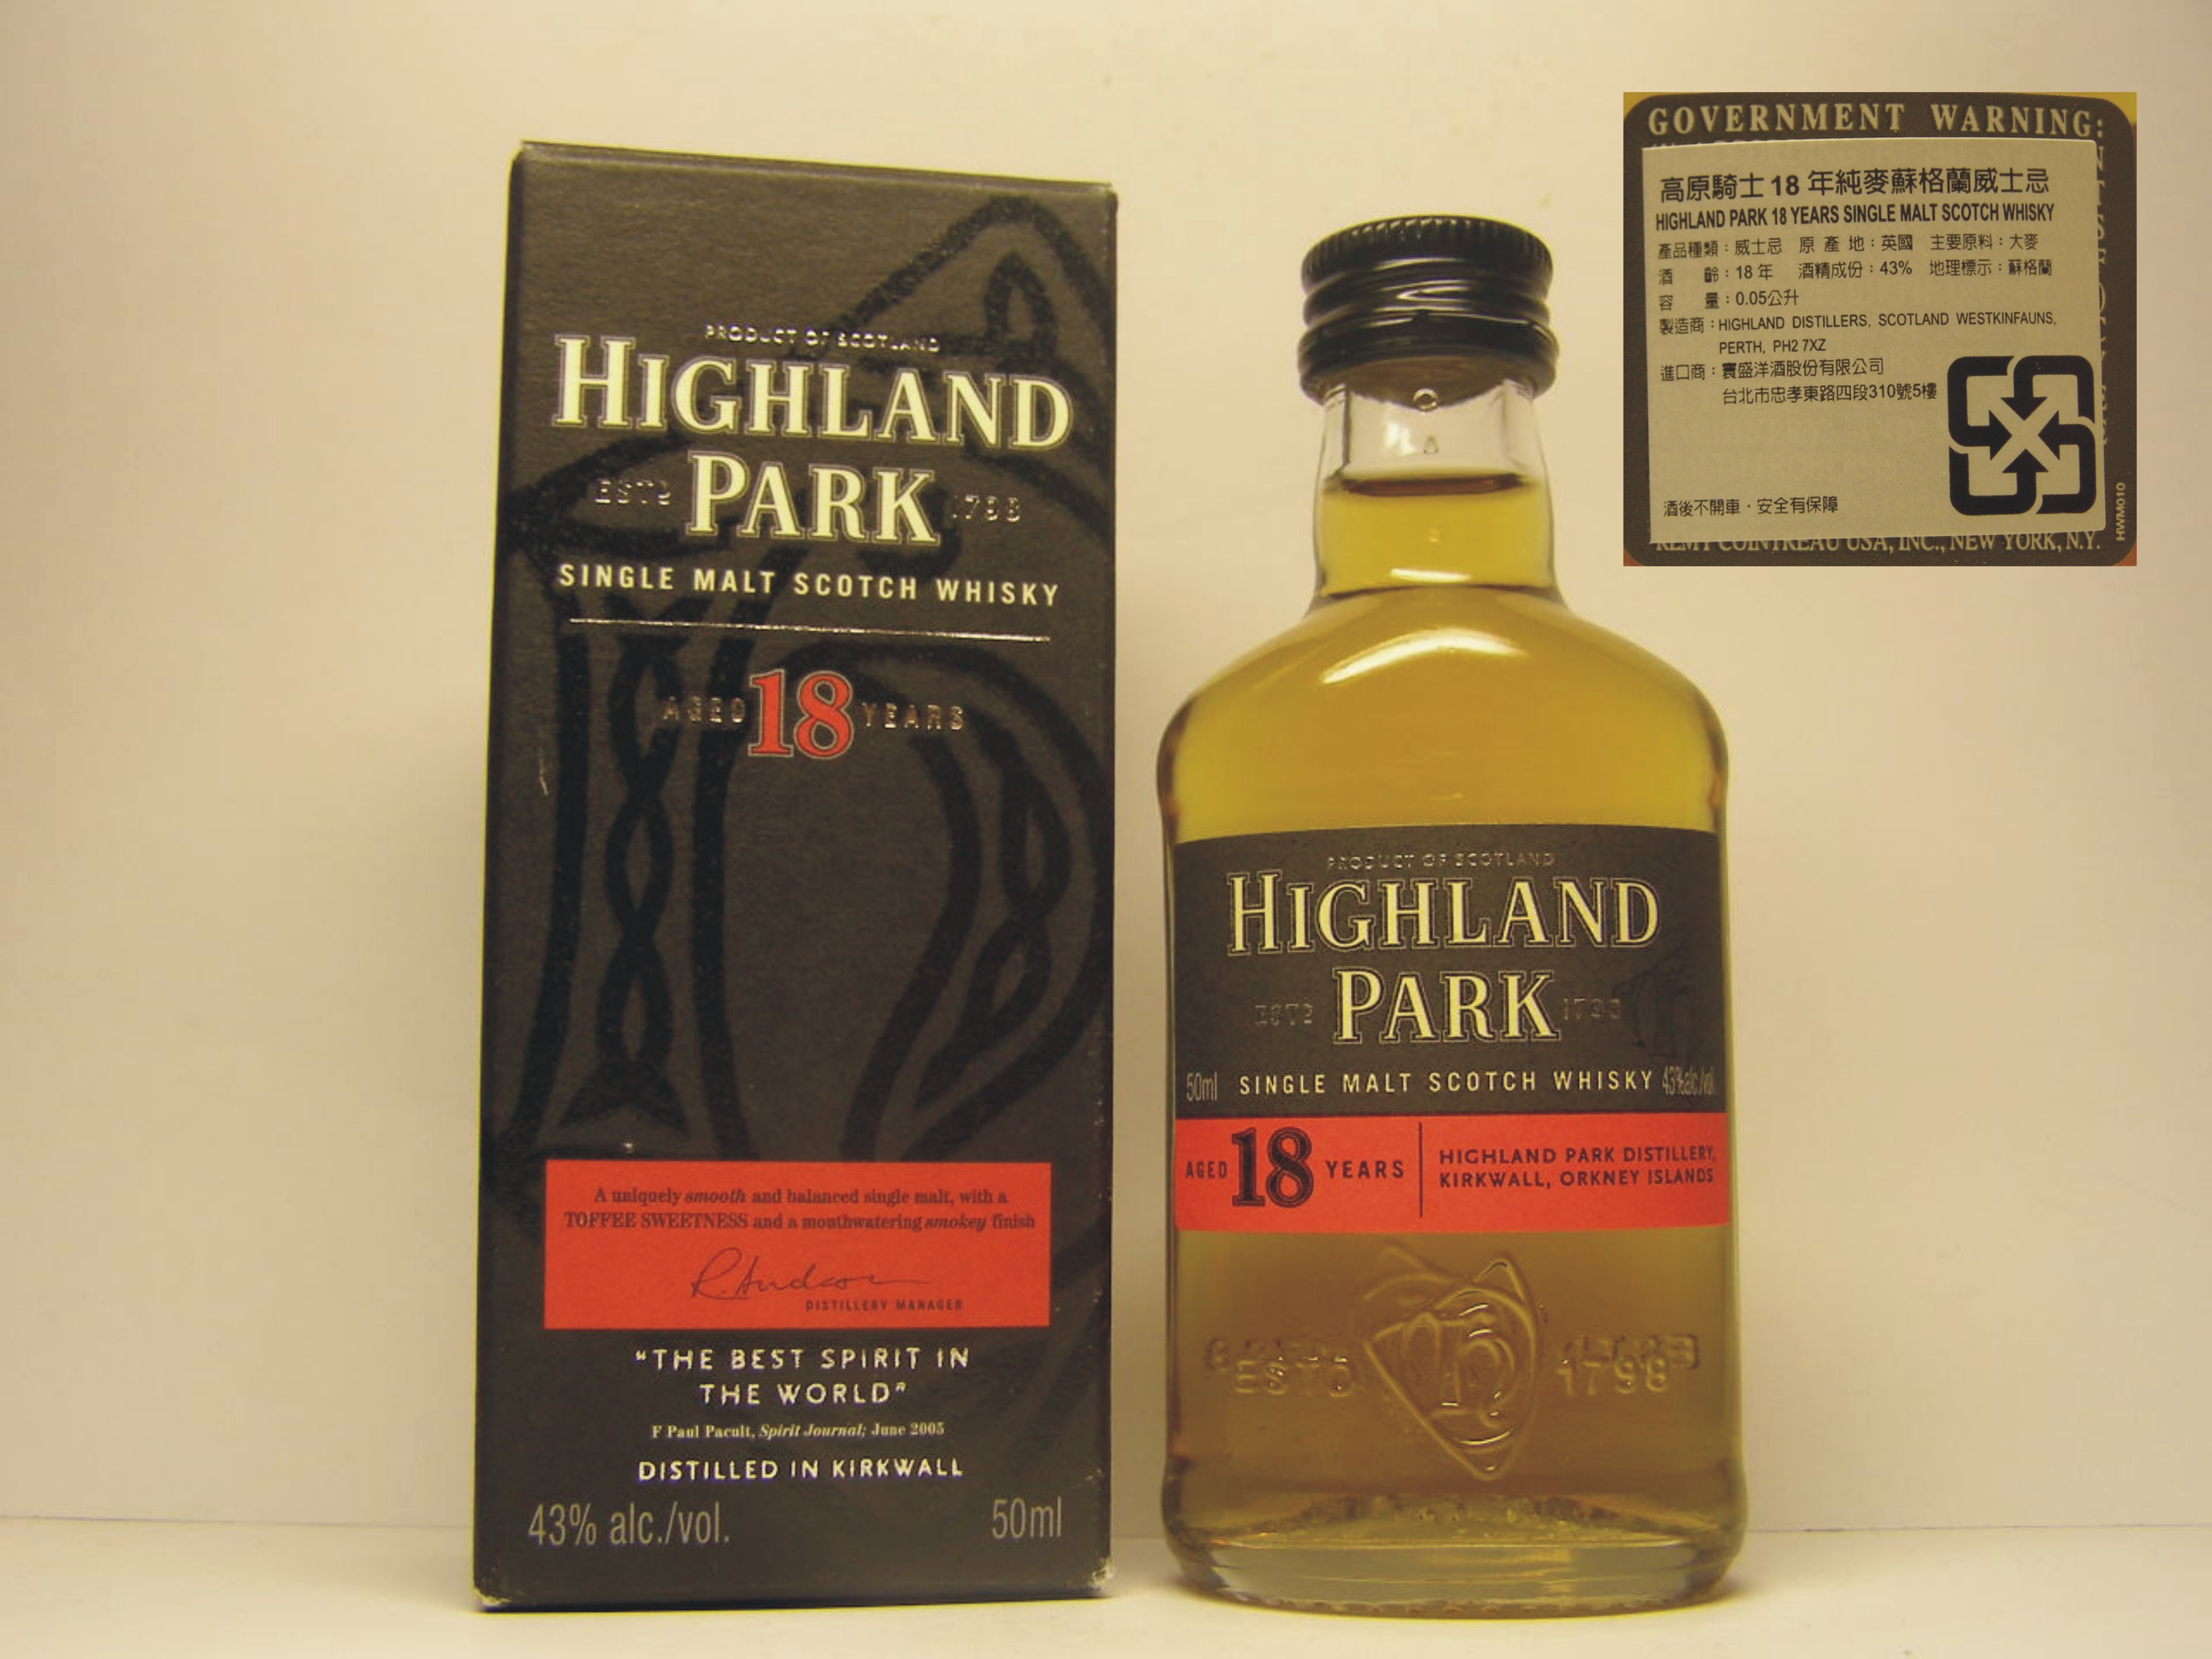 PRODUCT OF SCOTLAND
HIGHLAND
ESTD PARK 1798
SINGLE MALT SCOTCH WHISKY
AGED 18 YEARS
A uniquely smooth and balanced single malt, with a
TOFFEE SWEETNESS and a mouthwatering smokey finish
DISTILLERY MANAGER
"THE BEST SPIRIT IN
THE WORLD"
F Paul Pacult, Spirit Journal; June 2005
DISTILLED IN KIRKWALL
43% alc./vol. 50ml
PRODUCT OF SCOTLAND
HIGHLAND
ESTD PARK 1798
50ml SINGLE MALT SCOTCH WHISKY 43%alc./vol.
AGED 18 YEARS
HIGHLAND PARK DISTILLERY,
KIRKWALL, ORKNEY ISLANDS
ESTD 1798
GOVERNMENT WARNING:
高原騎士18年純麥蘇格蘭威士忌
HIGHLAND PARK 18 YEARS SINGLE MALT SCOTCH WHISKY
產品種類：威士忌 原產地：英國 主要原料：大麥
酒齡：18年 酒精成份：43% 地理標示：蘇格蘭
容量：0.05公升
製造商：HIGHLAND DISTILLERS, SCOTLAND WESTKINFAUNS,
PERTH, PH2 7XZ
進口商：寰盛洋酒股份有限公司
台北市忠孝東路四段310號5樓
酒後不開車·安全有保障
REMY COINTREAU USA, INC., NEW YORK, N.Y.
HWM010